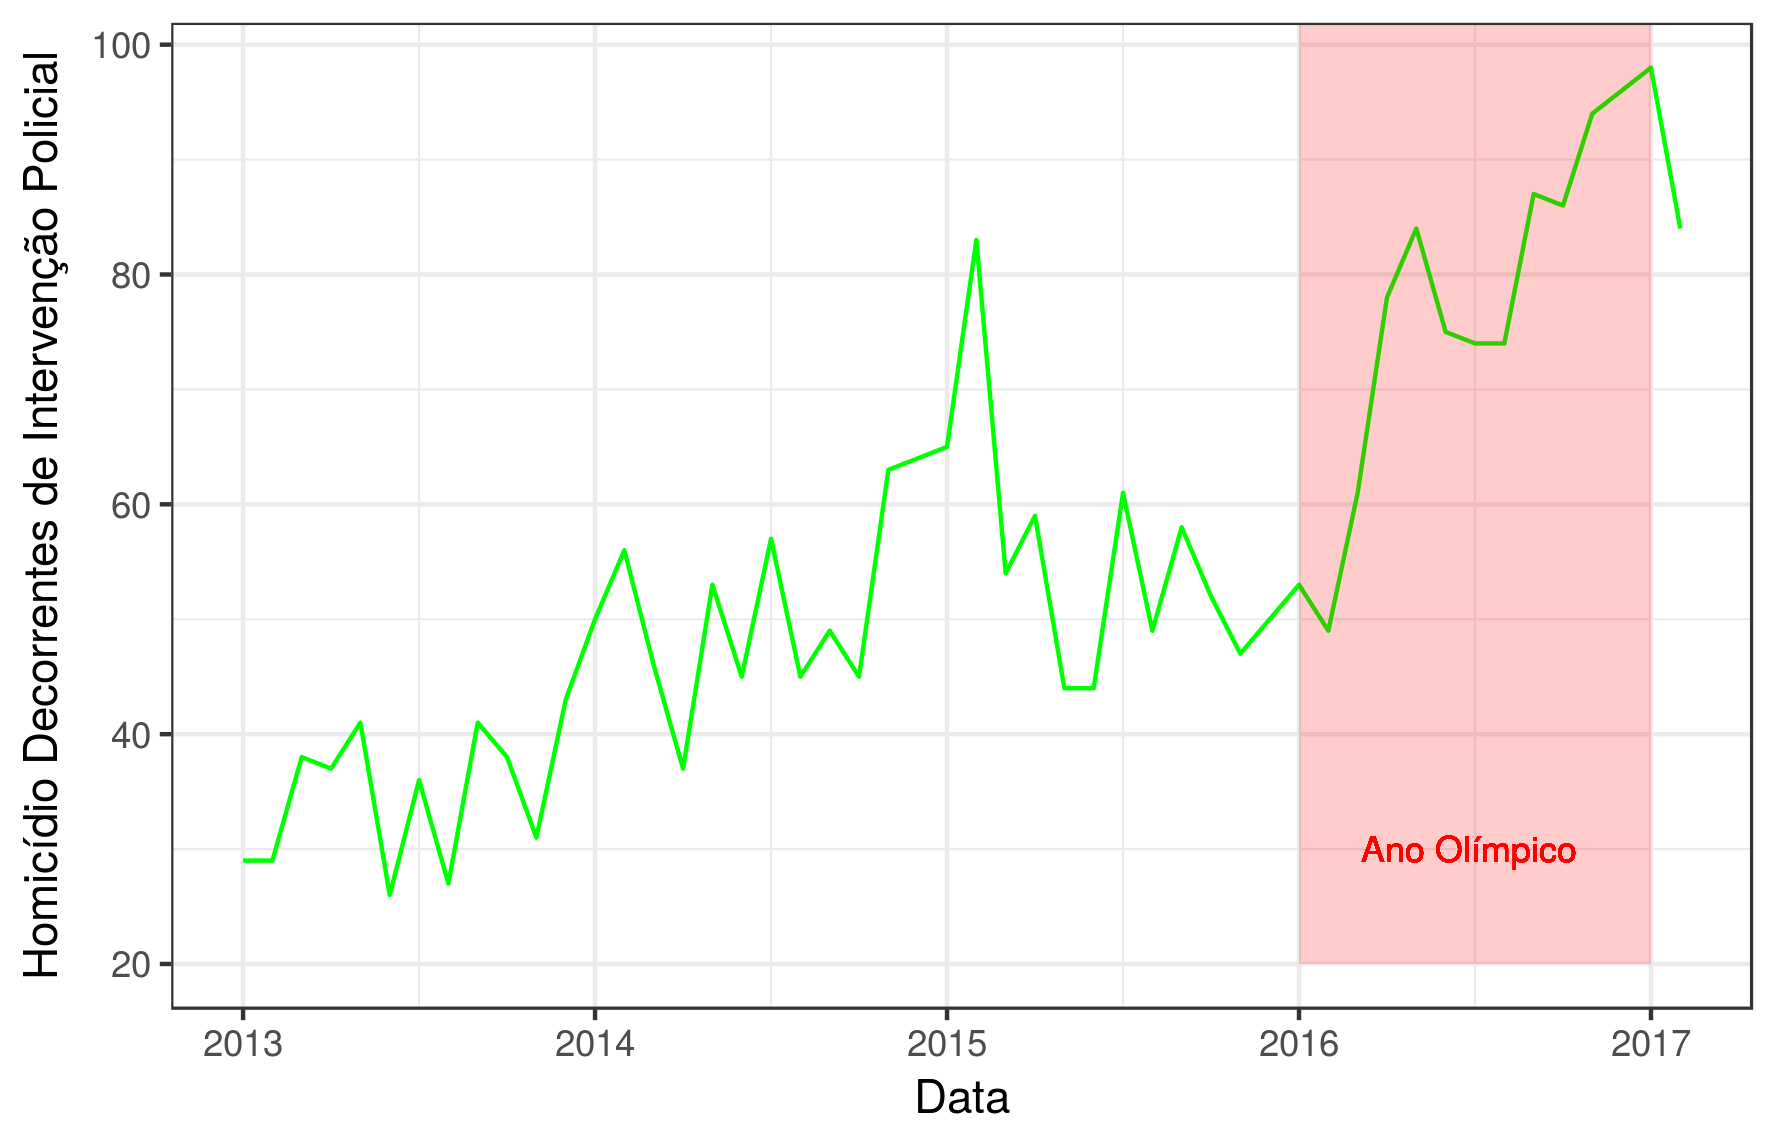 Homicídio Decorrentes de Intervenção Policial
100
80
60
40
20
Ano Olímpico
2013 2014 2015 2016 2017
Data